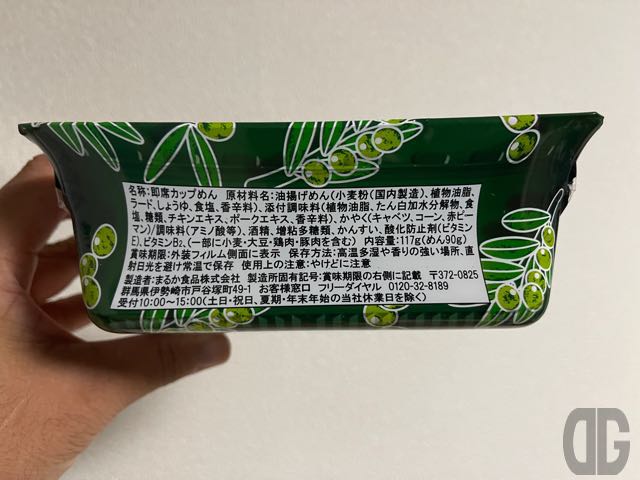 名称:即席カップめん 原材料名:油揚げめん(小麦粉(国内製造)、植物油脂、
ラード、しょうゆ、食塩、香辛料)、添付調味料(植物油脂、たん白加水分解物、食
塩、糖類、チキンエキス、ポークエキス、香辛料)、かやく(キャベツ、コーン、赤ピー
マン)/調味料(アミノ酸等)、酒精、増粘多糖類、かんすい、酸化防止剤(ビタミン
E)、ビタミンB₂、(一部に小麦・大豆・鶏肉・豚肉を含む) 内容量:117g(めん90g)
賞味期限:外装フィルム側面に表示 保存方法:高温多湿や香りの強い場所、直
射日光を避け常温で保存 使用上の注意:やけどに注意
製造者:まるか食品株式会社 製造所固有記号:賞味期限の右側に記載 〒372-0825
群馬県伊勢崎市戸谷塚町49-1 お客様窓口 フリーダイヤル 0120-32-8189
受付10:00~15:00(土日・祝日、夏期・年末年始の当社休業日を除く)
DG